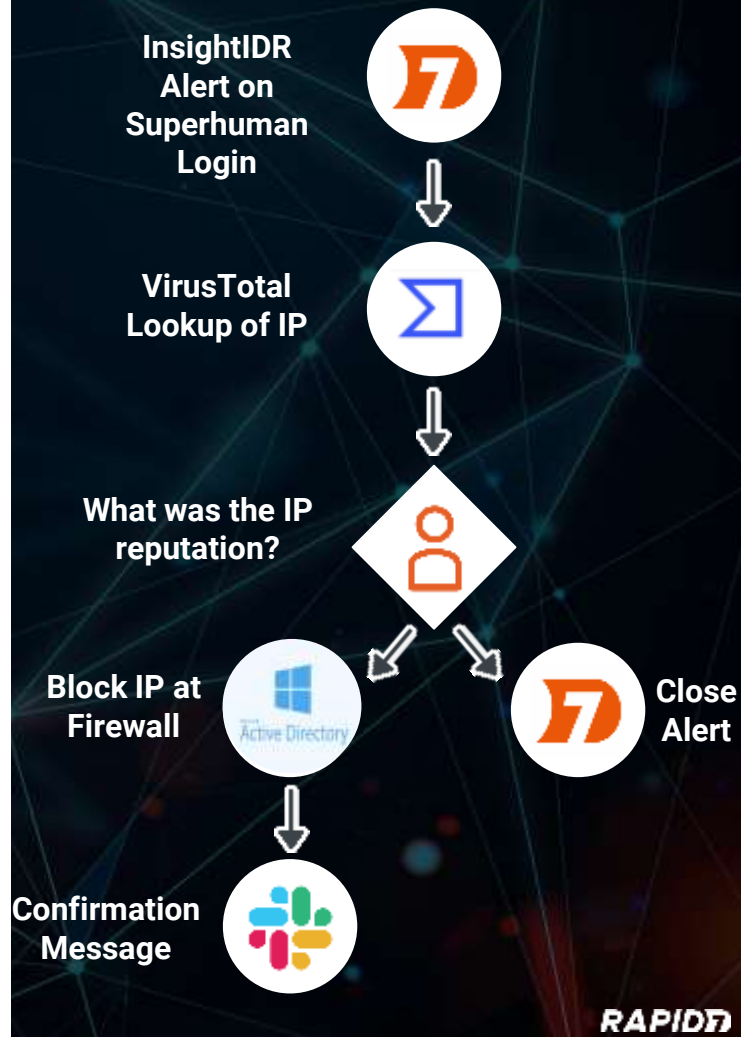 InsightIDR
Alert on
Superhuman
Login
VirusTotal
Lookup of IP
What was the IP
reputation?
Block IP at
Firewall
Active Directory
Close
Alert
Confirmation
Message
RAPID7